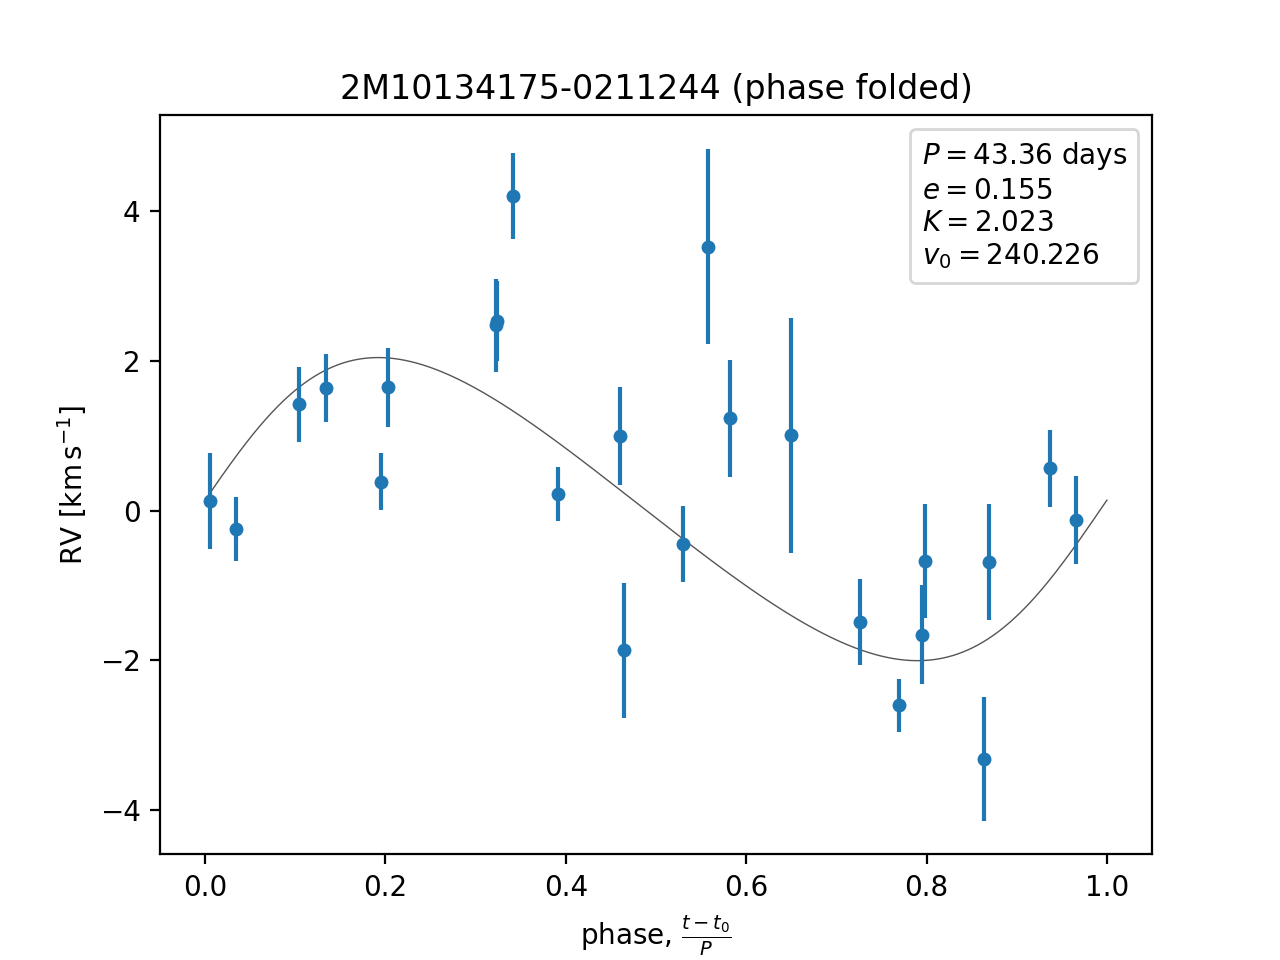 2M10134175-0211244 (phase folded)
P = 43.36 days
e = 0.155
K = 2.023
v₀ = 240.226
RV [km s⁻¹]
4
2
0
−2
−4
0.0 0.2 0.4 0.6 0.8 1.0
phase, (t − t₀)/P